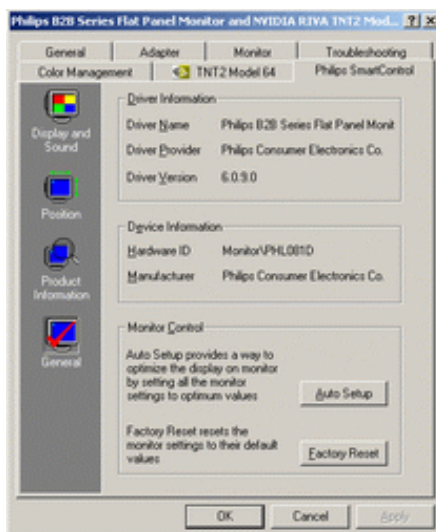 Philips B2B Series Flat Panel Monitor and NVIDIA RIVA TNT2 Mod...
General Adapter Monitor Troubleshooting
Color Management TNT2 Model 64 Philips SmartControl
Display and
Sound
Position
Product
Information
General
Driver Information
Driver Name Philips B2B Series Flat Panel Monit
Driver Provider Philips Consumer Electronics Co.
Driver Version 6.0.9.0
Device Information
Hardware ID Monitor\PHL081D
Manufacturer Philips Consumer Electronics Co.
Monitor Control
Auto Setup provides a way to
optimize the display on monitor
by setting all the monitor
settings to optimum values
Auto Setup
Factory Reset resets the
monitor settings to their default
values
Factory Reset
OK Cancel Apply